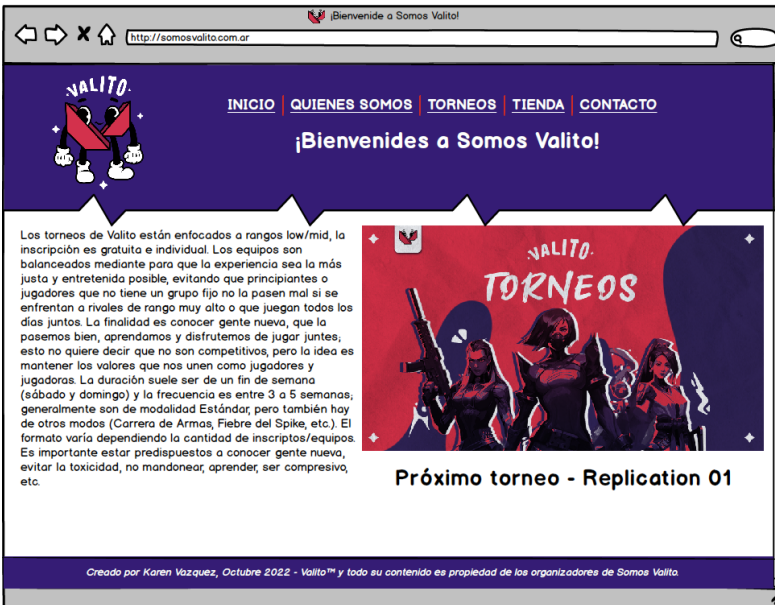 ¡Bienvenide a Somos Valito!
http://somosvalito.com.ar
VALITO
INICIO | QUIENES SOMOS | TORNEOS | TIENDA | CONTACTO
¡Bienvenides a Somos Valito!
Los torneos de Valito están enfocados a rangos low/mid, la
inscripción es gratuita e individual. Los equipos son
balanceados mediante para que la experiencia sea la más
justa y entretenida posible, evitando que principiantes o
jugadores que no tiene un grupo fijo no la pasen mal si se
enfrentan a rivales de rango muy alto o que juegan todos los
días juntos. La finalidad es conocer gente nueva, que la
pasemos bien, aprendamos y disfrutemos de jugar juntes;
esto no quiere decir que no son competitivos, pero la idea es
mantener los valores que nos unen como jugadores y
jugadoras. La duración suele ser de un fin de semana
(sábado y domingo) y la frecuencia es entre 3 a 5 semanas;
generalmente son de modalidad Estándar, pero también hay
de otros modos (Carrera de Armas, Fiebre del Spike, etc.). El
formato varía dependiendo la cantidad de inscriptos/equipos.
Es importante estar predispuestos a conocer gente nueva,
evitar la toxicidad, no mandonear, aprender, ser compresivo,
etc.
VALITO
TORNEOS
Próximo torneo - Replication 01
Creado por Karen Vazquez, Octubre 2022 - Valito™ y todo su contenido es propiedad de los organizadores de Somos Valito.